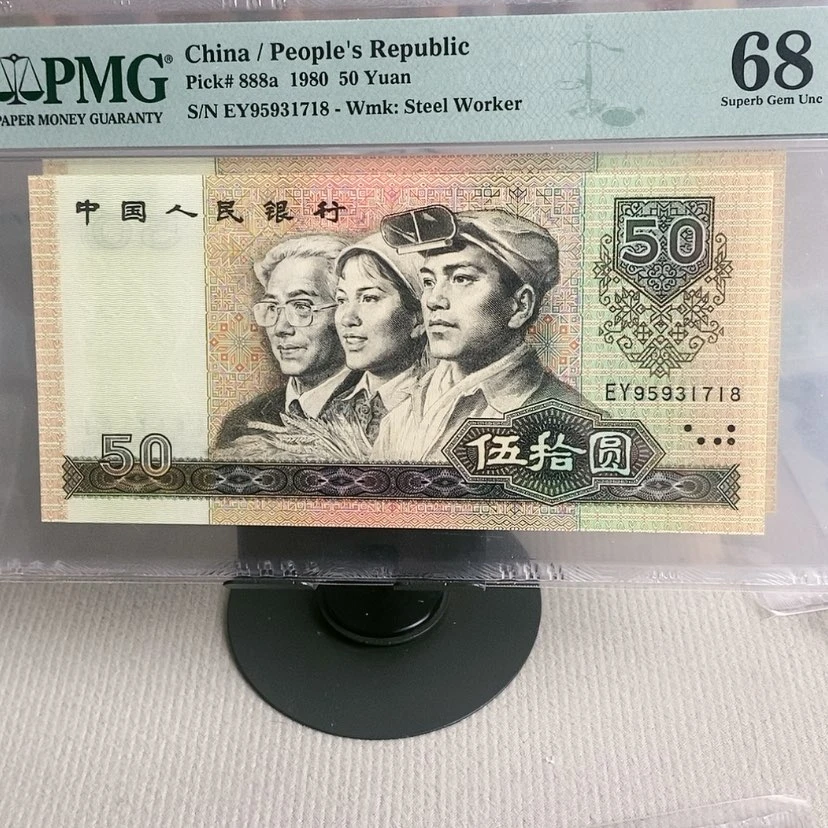 PMG®
PAPER MONEY GUARANTY
China / People's Republic
Pick# 888a 1980 50 Yuan
S/N EY95931718 - Wmk: Steel Worker
68
Superb Gem Unc
中国人民银行
50
EY95931718
50
伍拾圆